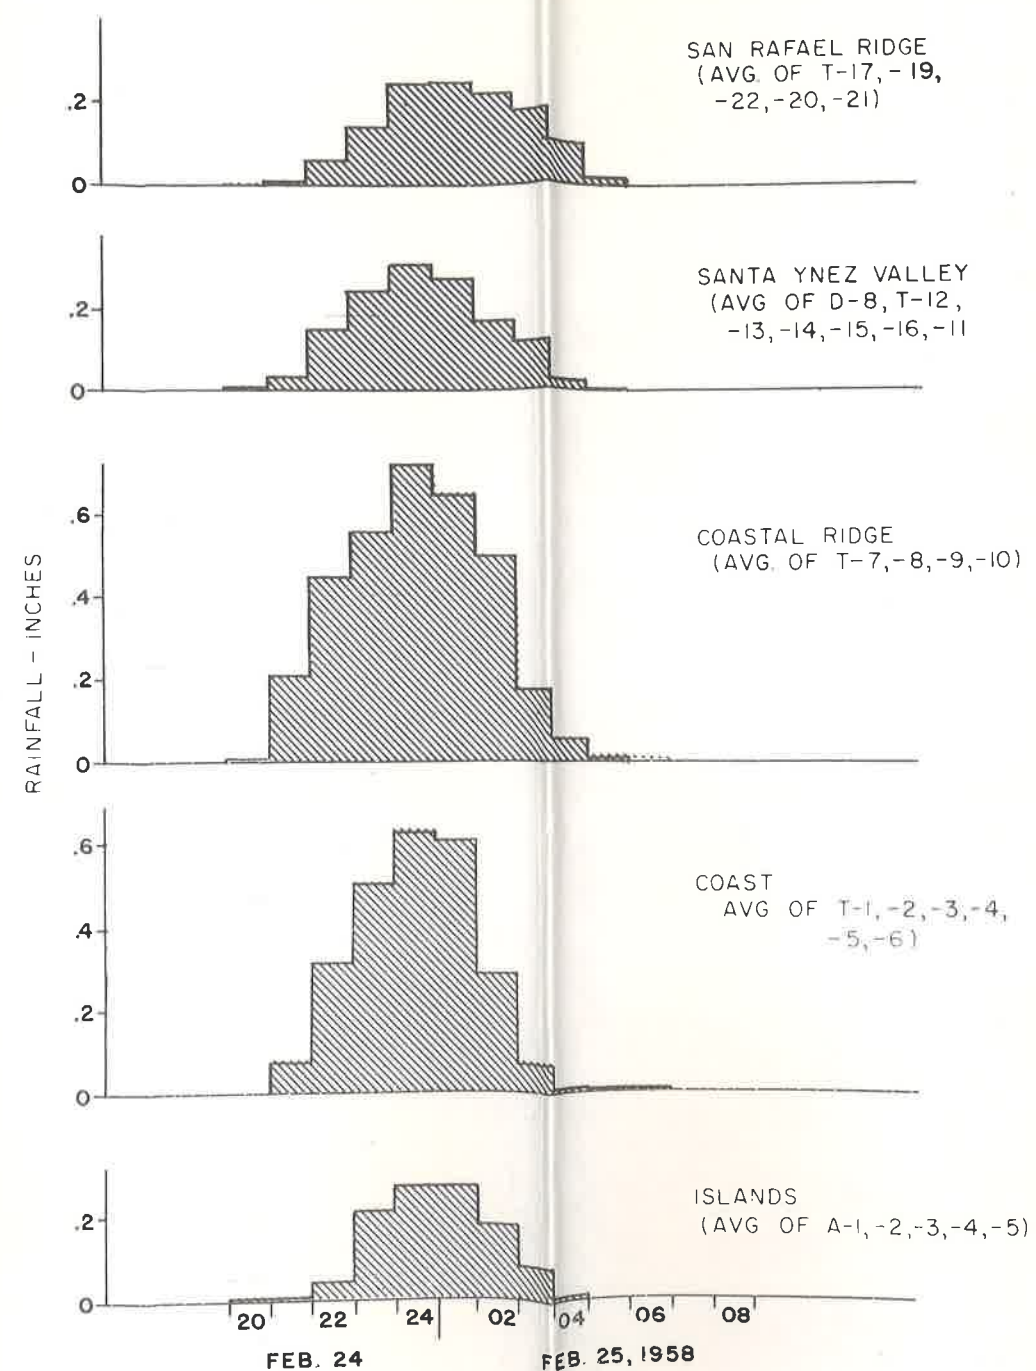 SAN RAFAEL RIDGE
(AVG. OF T-17,-19,
-22,-20,-21)
.2
0
SANTA YNEZ VALLEY
(AVG OF D-8, T-12,
-13,-14,-15,-16,-11
.2
0
COASTAL RIDGE
(AVG. OF T-7,-8,-9,-10)
.6
.4
.2
0
RAINFALL - INCHES
COAST
AVG OF T-1,-2,-3,-4,
-5,-6)
.6
.4
.2
0
ISLANDS
(AVG OF A-1,-2,-3,-4,-5)
.2
0
20 22 24 02 04 06 08
FEB. 24 FEB. 25, 1958